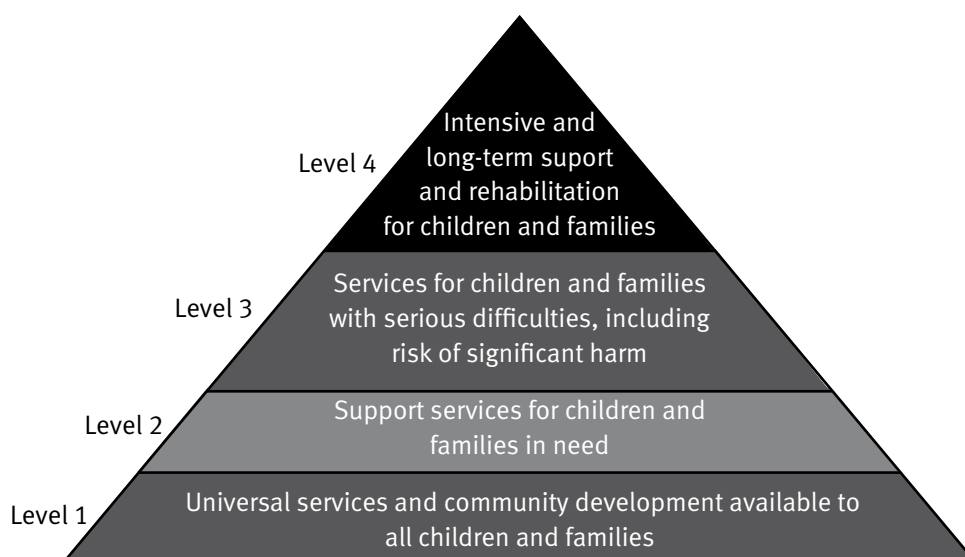 Intensive and
long-term suport
and rehabilitation
for children and families
Level 4
Services for children and families
with serious difficulties, including
risk of significant harm
Level 3
Support services for children and
families in need
Level 2
Universal services and community development available to
all children and families
Level 1